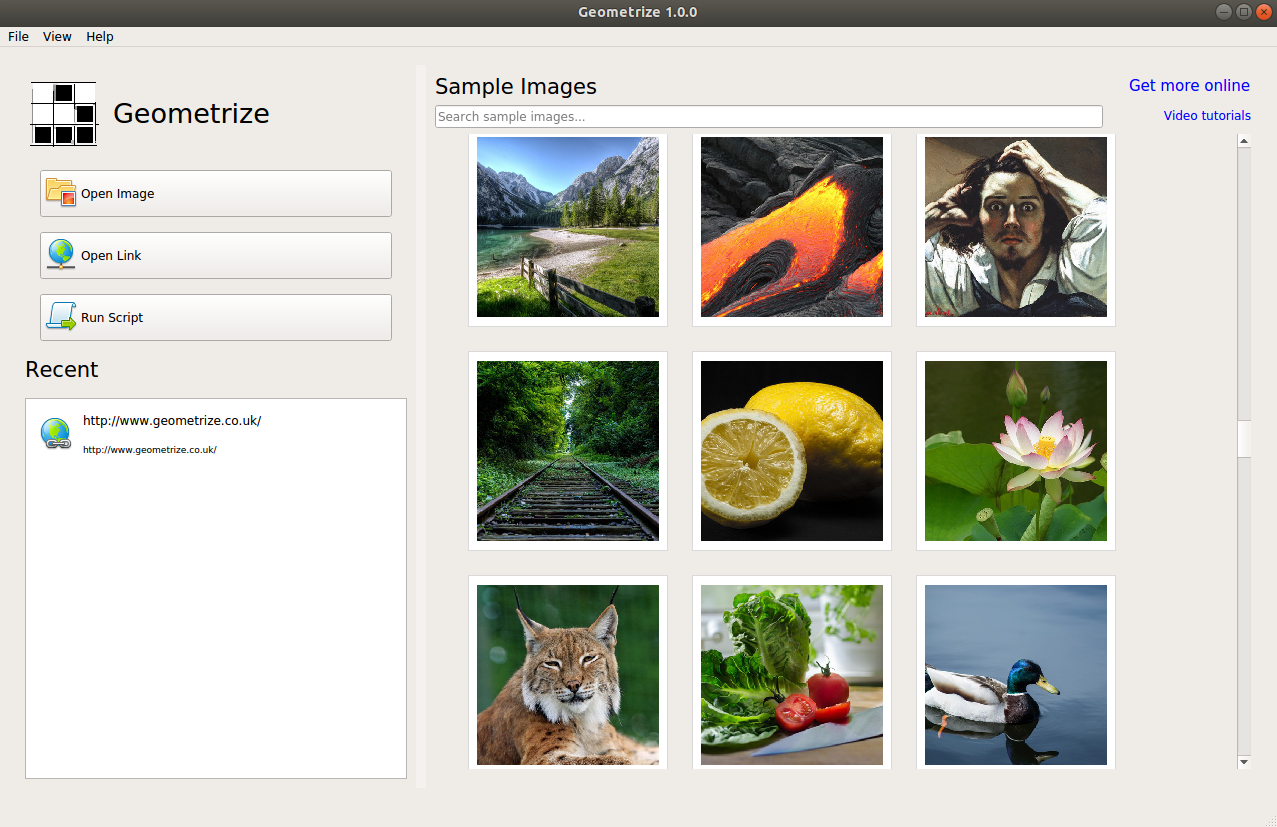 Geometrize 1.0.0
File View Help
Geometrize
Open Image
Open Link
Run Script
Recent
http://www.geometrize.co.uk/
http://www.geometrize.co.uk/
Sample Images
Get more online
Search sample images...
Video tutorials